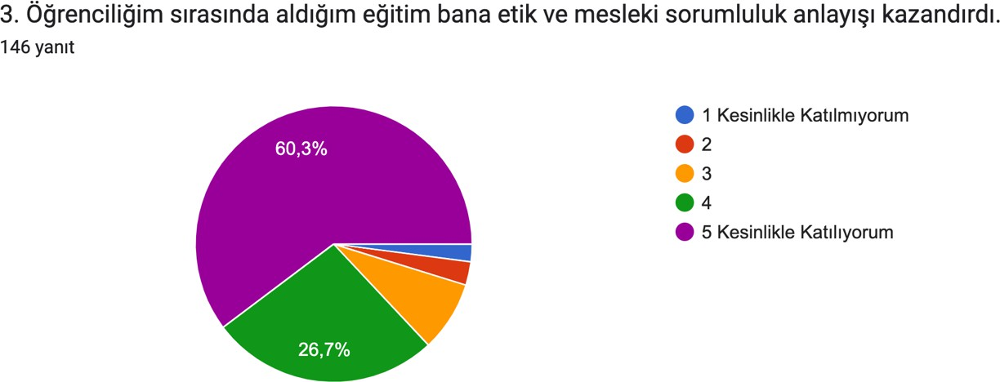 3. Öğrenciliğim sırasında aldığım eğitim bana etik ve mesleki sorumluluk anlayışı kazandırdı.
146 yanıt
60,3%
26,7%
1 Kesinlikle Katılmıyorum
2
3
4
5 Kesinlikle Katılıyorum